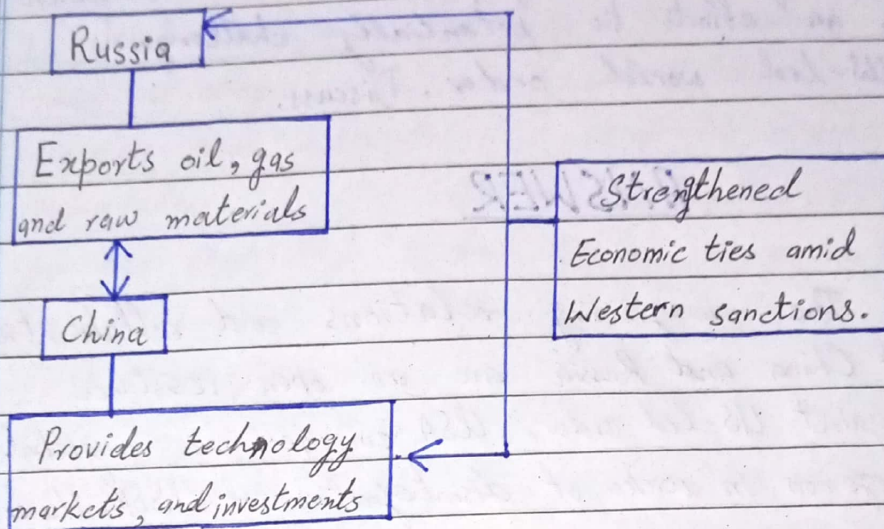 Russia
Exports oil, gas
and raw materials
China
Provides technology
markets, and investments
Strengthened
Economic ties amid
Western sanctions.